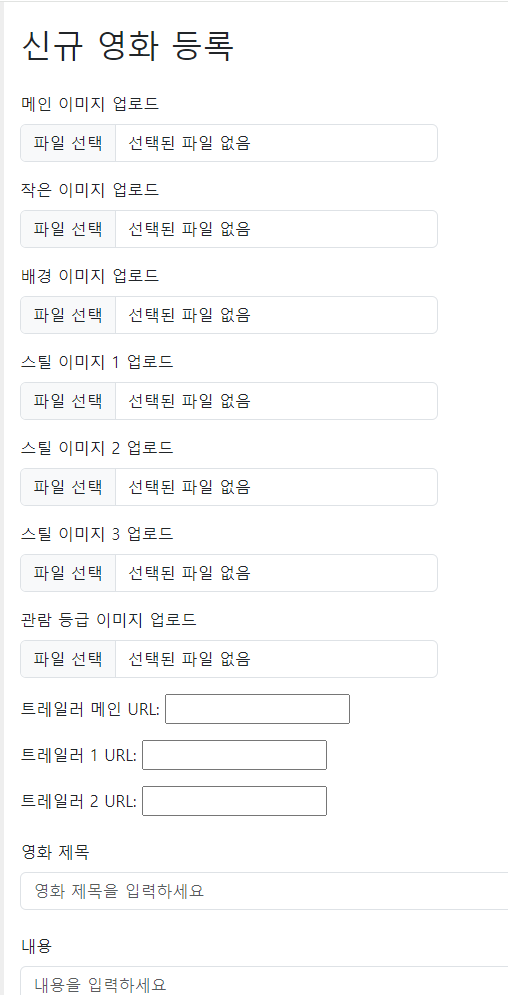 신규 영화 등록
메인 이미지 업로드
파일 선택 선택된 파일 없음
작은 이미지 업로드
파일 선택 선택된 파일 없음
배경 이미지 업로드
파일 선택 선택된 파일 없음
스틸 이미지 1 업로드
파일 선택 선택된 파일 없음
스틸 이미지 2 업로드
파일 선택 선택된 파일 없음
스틸 이미지 3 업로드
파일 선택 선택된 파일 없음
관람 등급 이미지 업로드
파일 선택 선택된 파일 없음
트레일러 메인 URL:
트레일러 1 URL:
트레일러 2 URL:
영화 제목
영화 제목을 입력하세요
내용
내용을 입력하세요